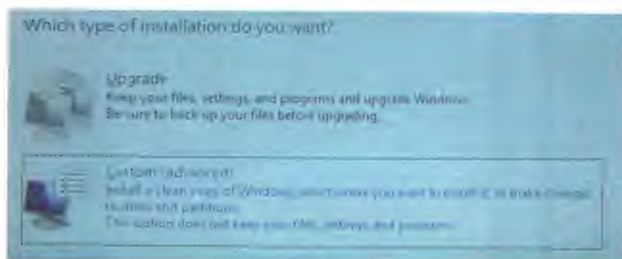 Which type of installation do you want?
Upgrade
Keep your files, settings, and programs and upgrade Windows.
Be sure to back up your files before upgrading.
Custom (advanced)
Install a clean copy of Windows, select where you want to install it, or make changes
to disks and partitions.
This option does not keep your files, settings, and programs.